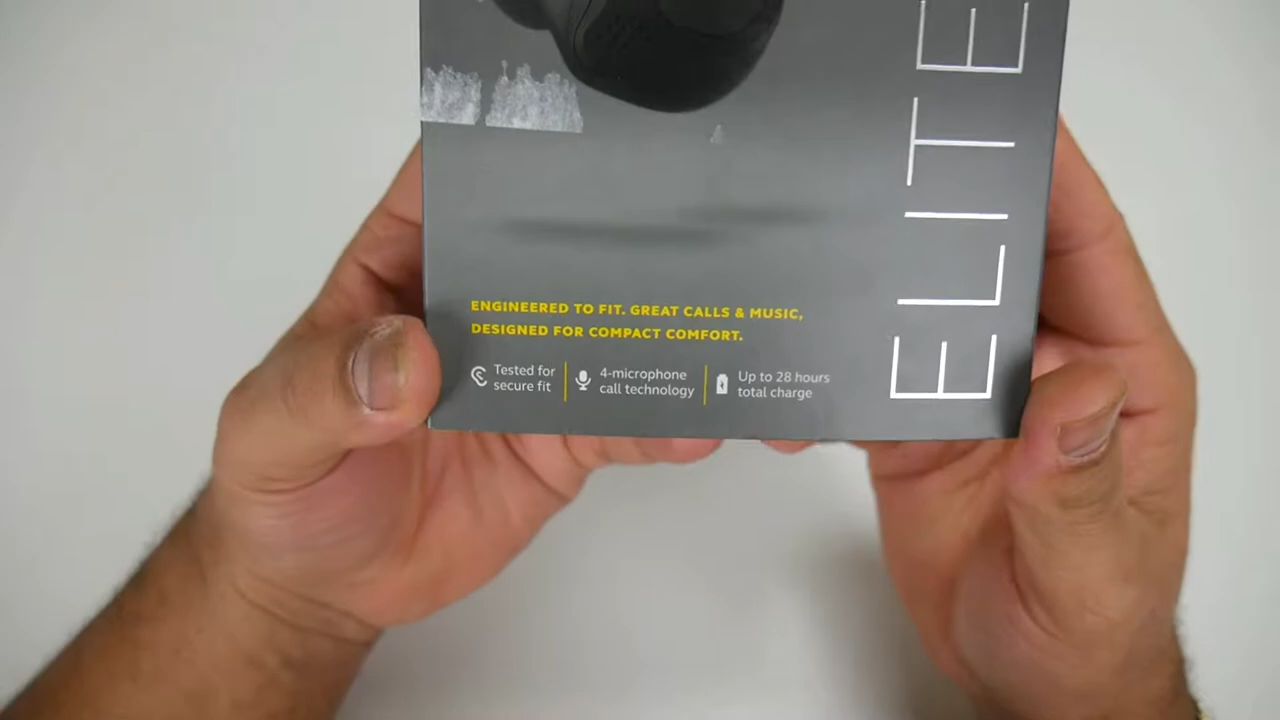 ENGINEERED TO FIT. GREAT CALLS & MUSIC,
DESIGNED FOR COMPACT COMFORT.
Tested for
secure fit
4-microphone
call technology
Up to 28 hours
total charge
ELITE